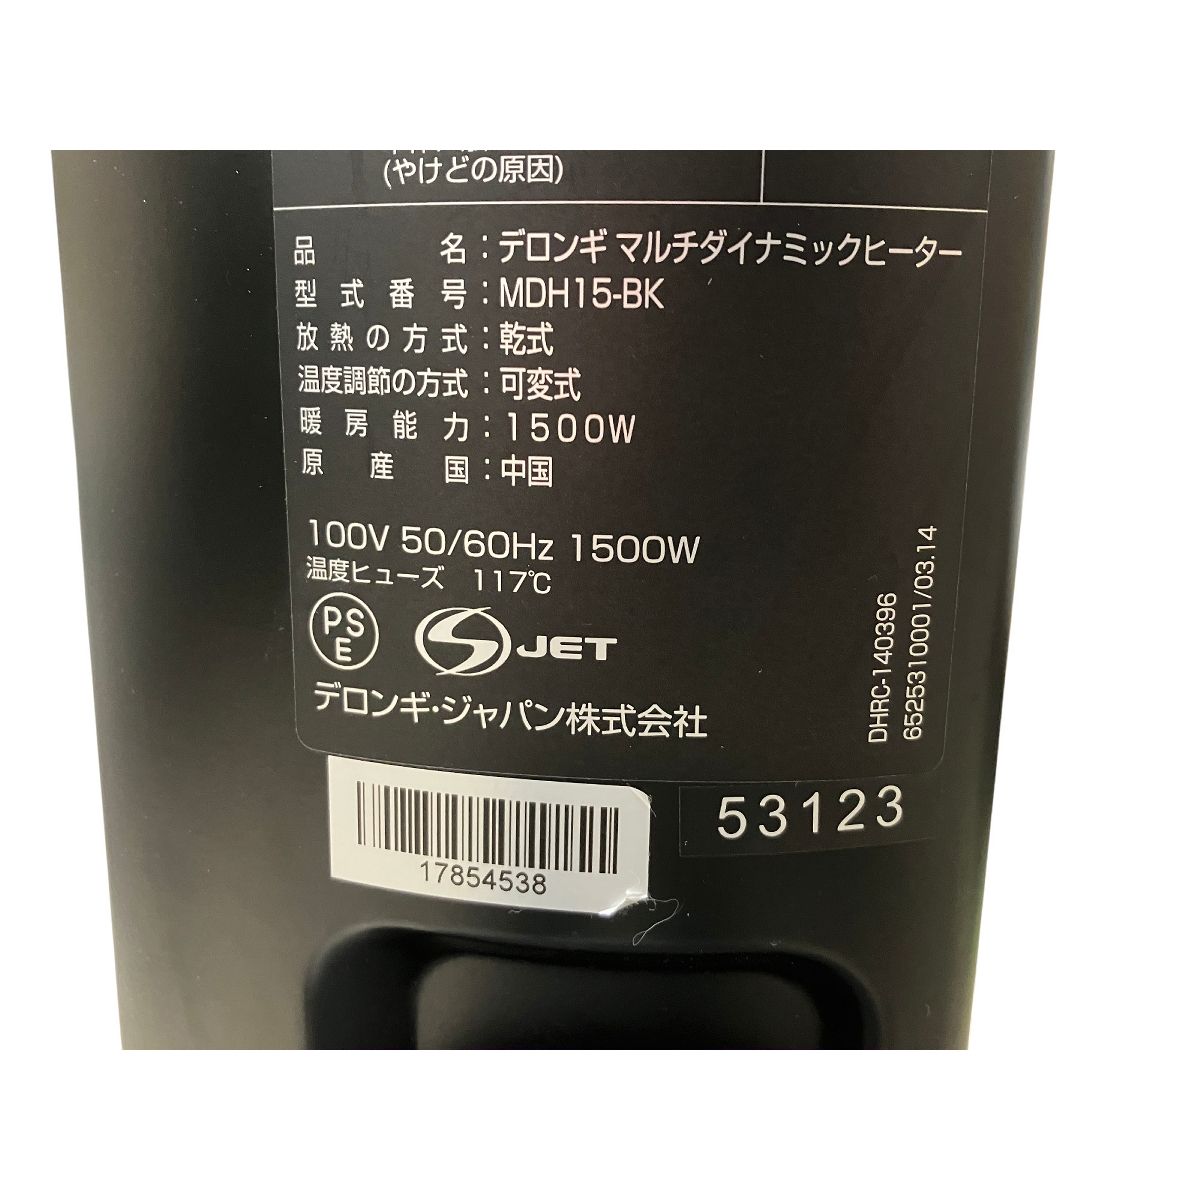 (やけどの原因)
品名：デロンギ マルチダイナミックヒーター
型式番号：MDH15-BK
放熱の方式：乾式
温度調節の方式：可変式
暖房能力：1500W
原産国：中国
100V 50/60Hz 1500W
温度ヒューズ 117℃
PS
E
JET
デロンギ・ジャパン株式会社
DHRC-140396
6525310001/03.14
53123
17854538